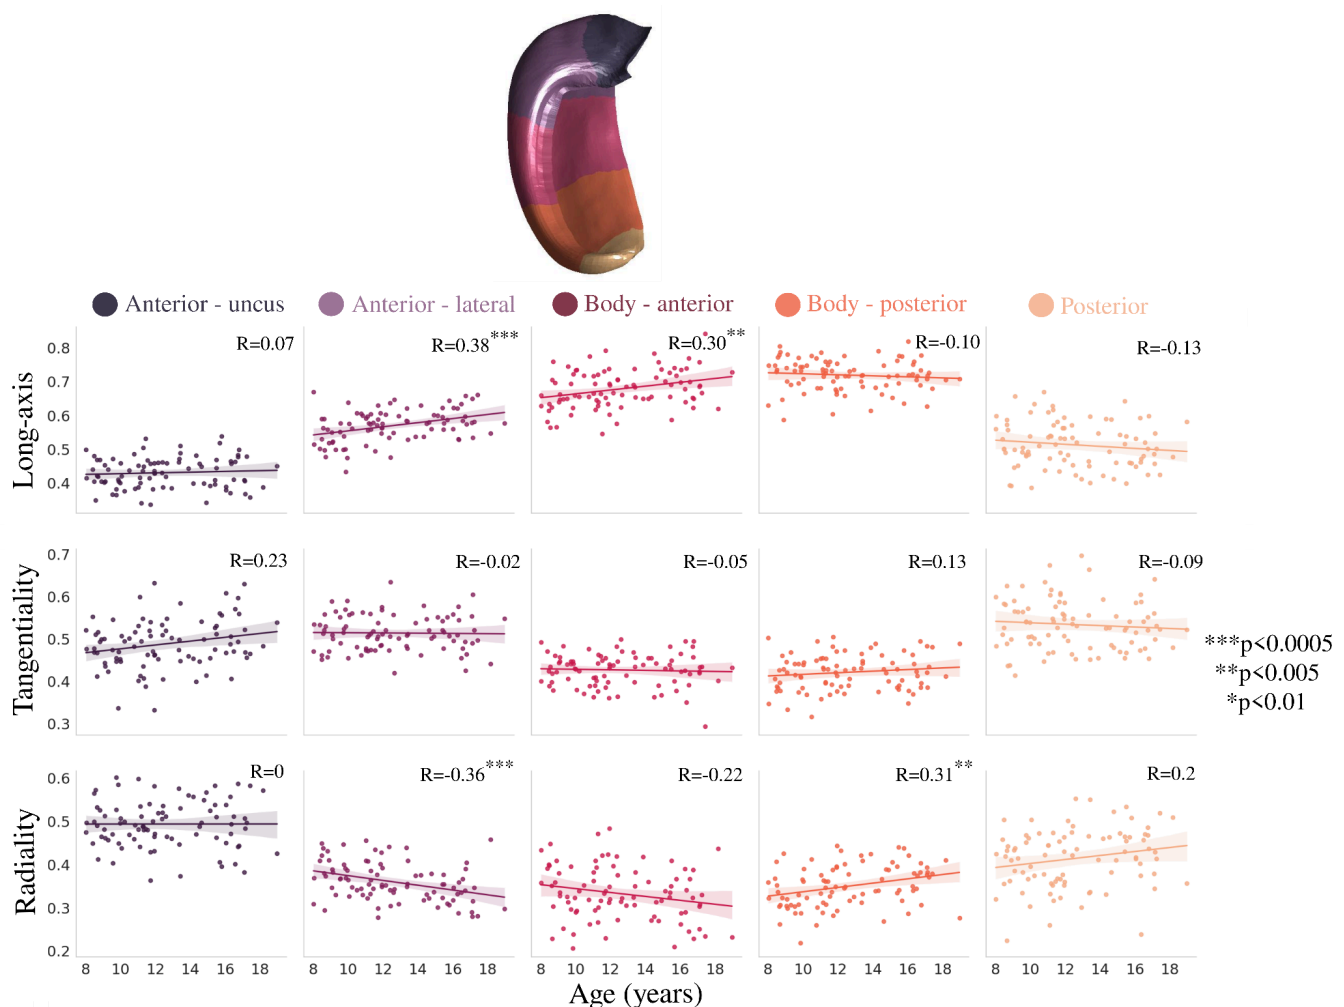 Anterior - uncus
Anterior - lateral
Body - anterior
Body - posterior
Posterior
Long-axis
0.8
0.7
0.6
0.5
0.4
R=0.07
R=0.38***
R=0.30**
R=-0.10
R=-0.13
Tangentiality
0.7
0.6
0.5
0.4
0.3
R=0.23
R=-0.02
R=-0.05
R=0.13
R=-0.09
***p<0.0005
**p<0.005
*p<0.01
Radiality
0.6
0.5
0.4
0.3
0.2
R=0
R=-0.36***
R=-0.22
R=0.31**
R=0.2
8 10 12 14 16 18
8 10 12 14 16 18
8 10 12 14 16 18
8 10 12 14 16 18
8 10 12 14 16 18
Age (years)